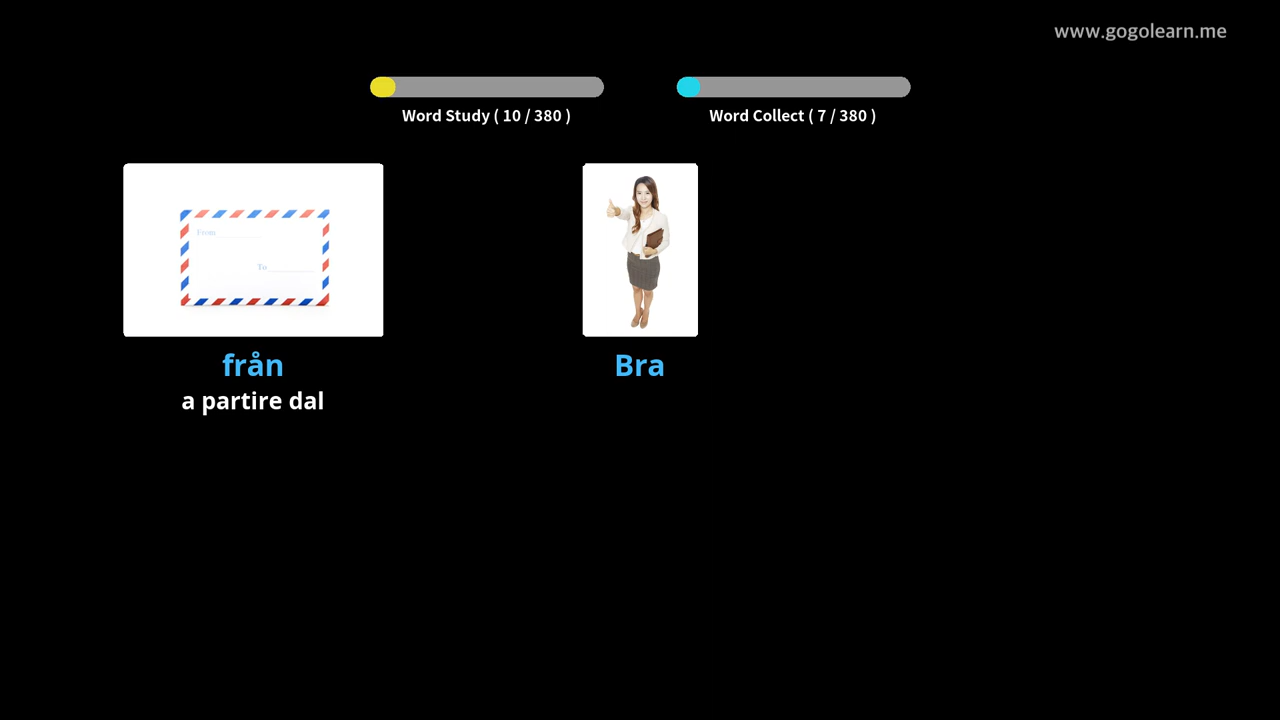 www.gogolearn.me
Word Study ( 10 / 380 )
Word Collect ( 7 / 380 )
From
To
från
Bra
a partire dal